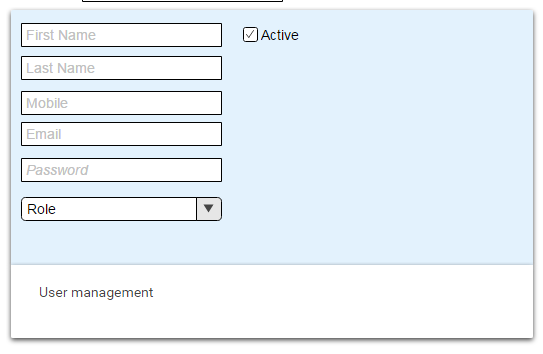 First Name
Active
Last Name
Mobile
Email
Password
Role
User management